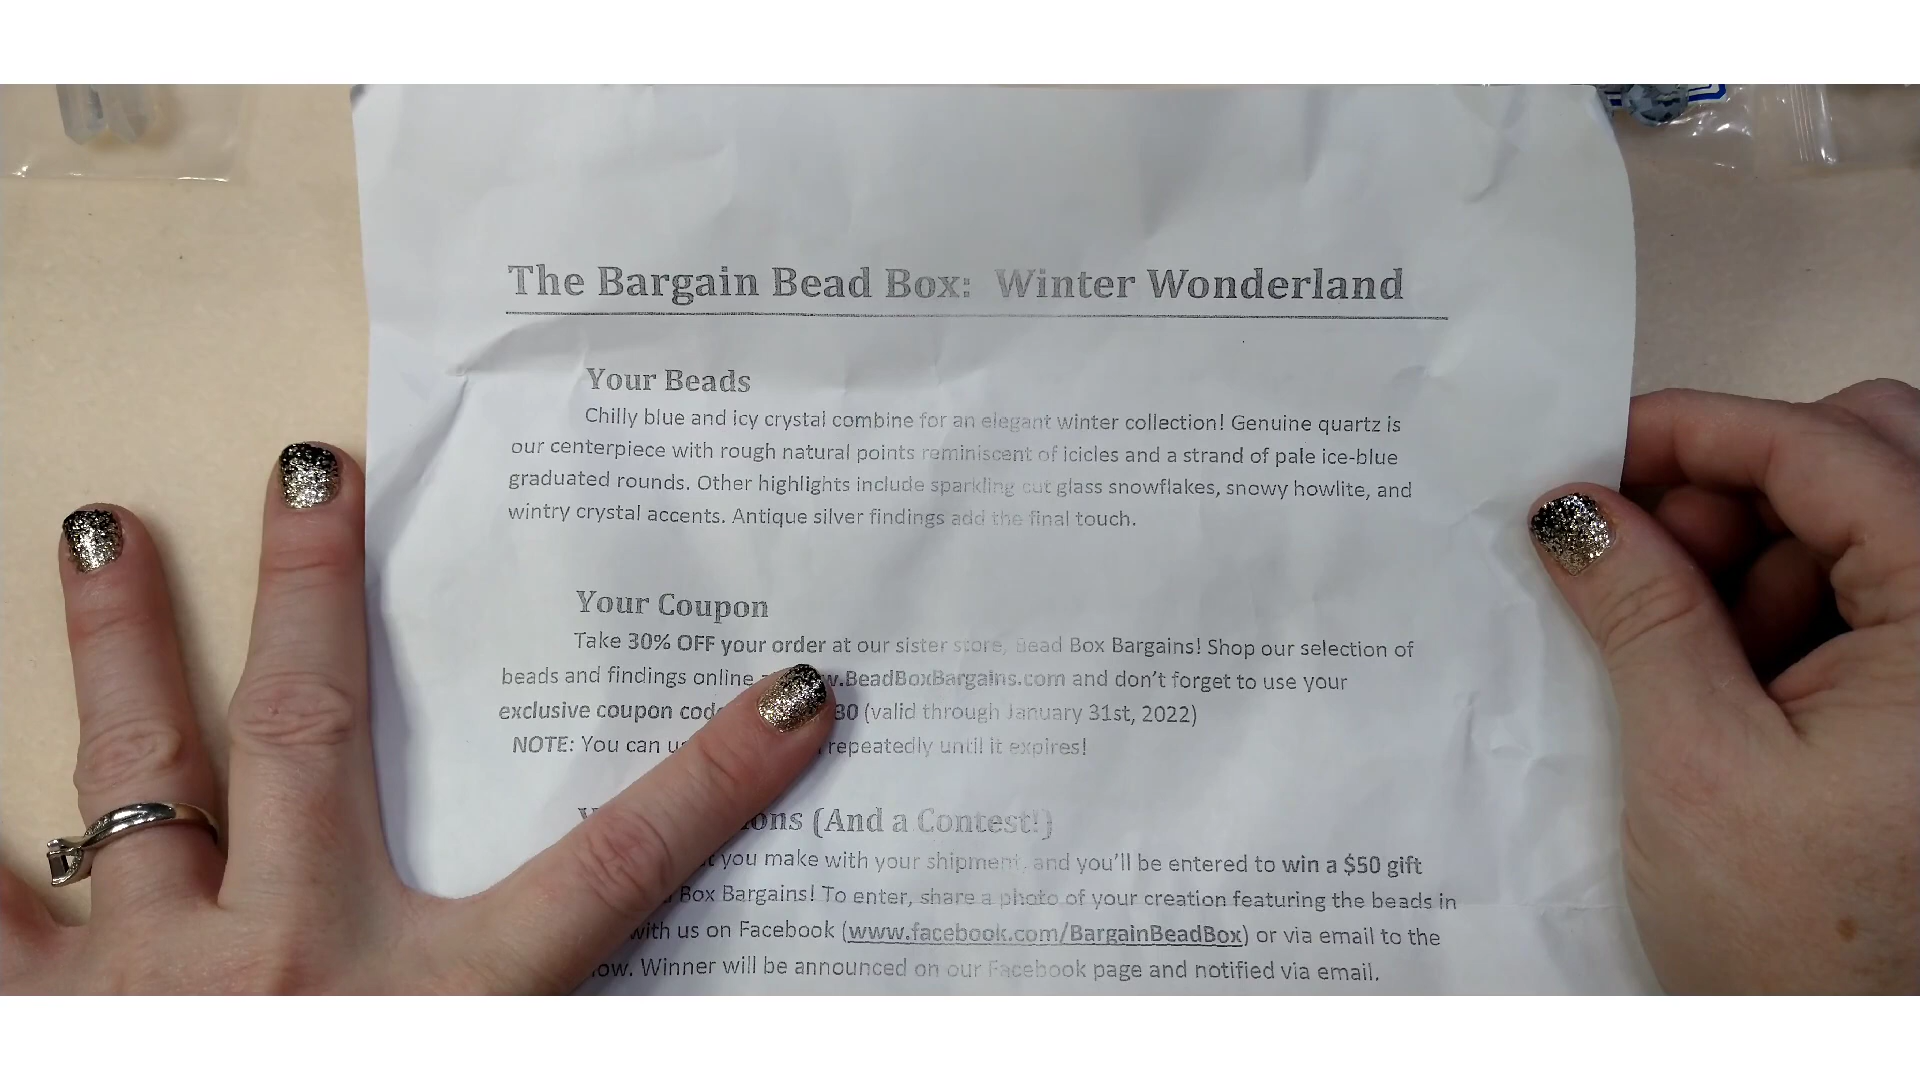 The Bargain Bead Box: Winter Wonderland
Your Beads
Chilly blue and icy crystal combine for an elegant winter collection! Genuine quartz is
our centerpiece with rough natural points reminiscent of icicles and a strand of pale ice-blue
graduated rounds. Other highlights include sparkling cut glass snowflakes, snowy howlite, and
wintry crystal accents. Antique silver findings add the final touch.
Your Coupon
Take 30% OFF your order at our sister store, Bead Box Bargains! Shop our selection of
beads and findings online w.BeadBoxBargains.com and don't forget to use your
exclusive coupon 30 (valid through January 31st, 2022)
NOTE: You can repeatedly until it expires!
(And a Contest!)
you make with your shipment, and you'll be entered to win a $50 gift
Box Bargains! To enter, share a photo of your creation featuring the beads in
with us on Facebook (www.facebook.com/BargainBeadBox) or via email to the
Winner will be announced on our Facebook page and notified via email.